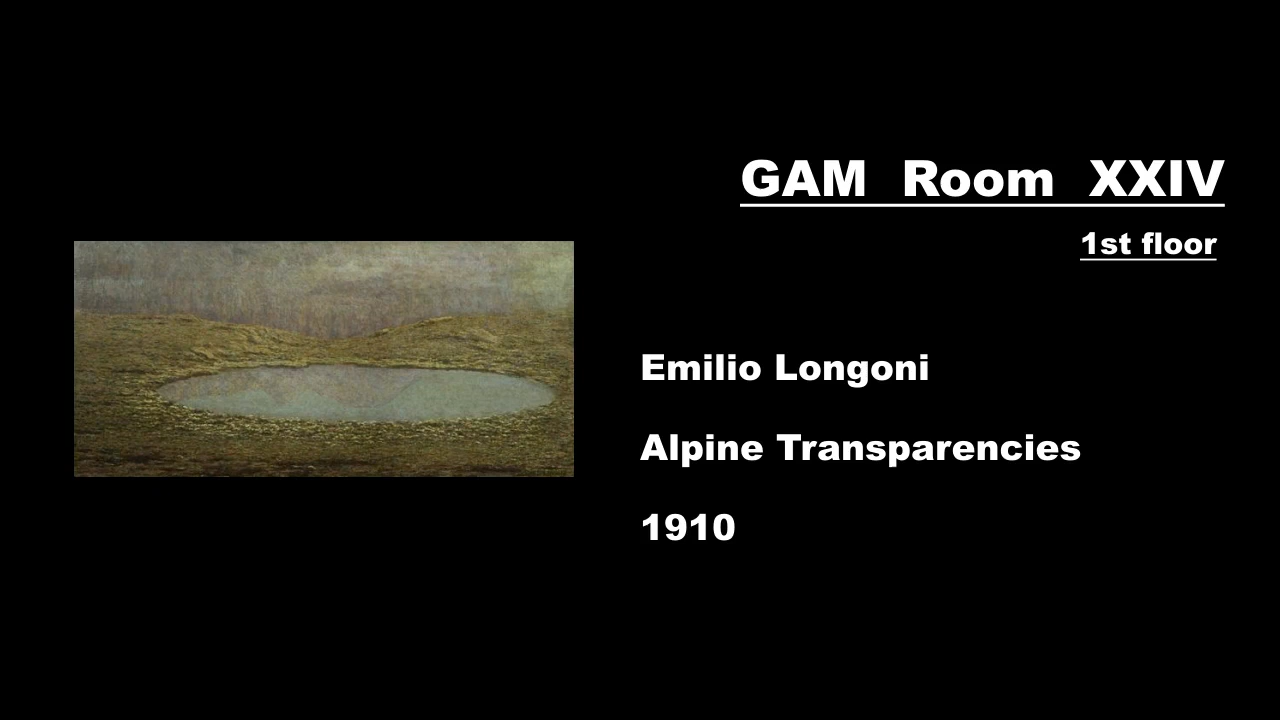 GAM Room XXIV
1st floor
Emilio Longoni
Alpine Transparencies
1910